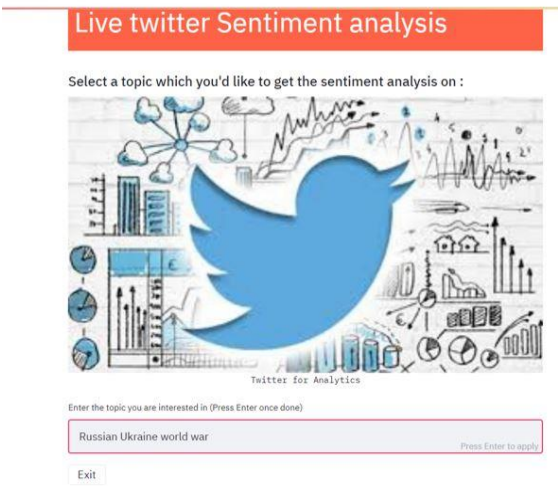 Live twitter Sentiment analysis
Select a topic which you'd like to get the sentiment analysis on :
Twitter for Analytics
Enter the topic you are interested in (Press Enter once done)
Russian Ukraine world war
Press Enter to apply
Exit